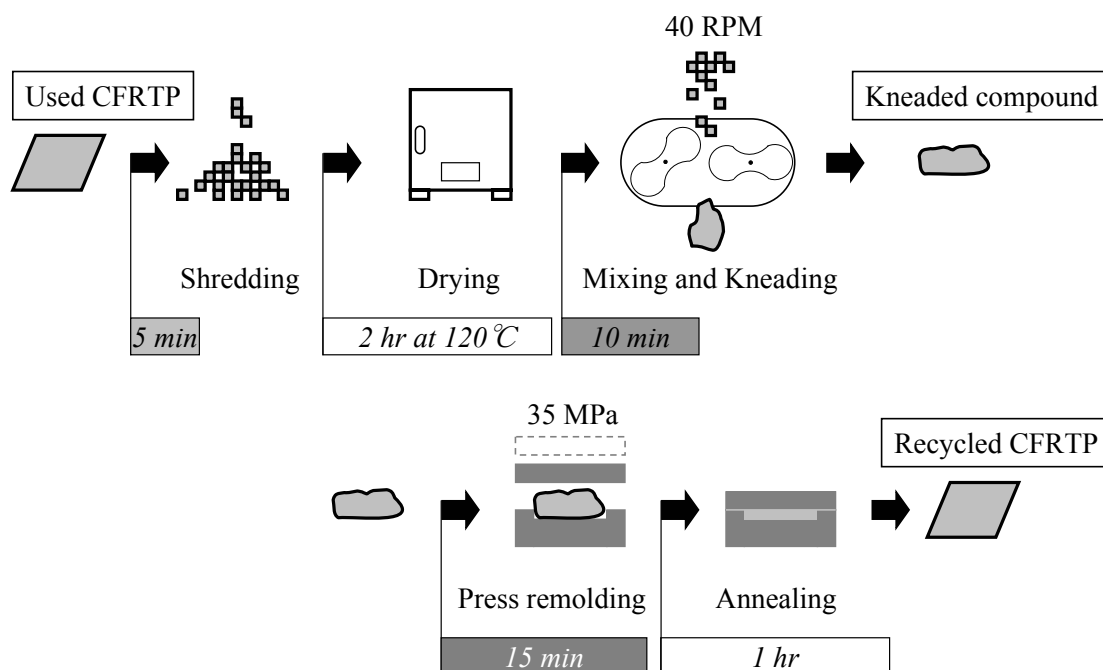 40 RPM
Used CFRTP
Kneaded compound
Shredding
Drying
Mixing and Kneading
5 min
2 hr at 120℃
10 min
35 MPa
Recycled CFRTP
Press remolding
Annealing
15 min
1 hr